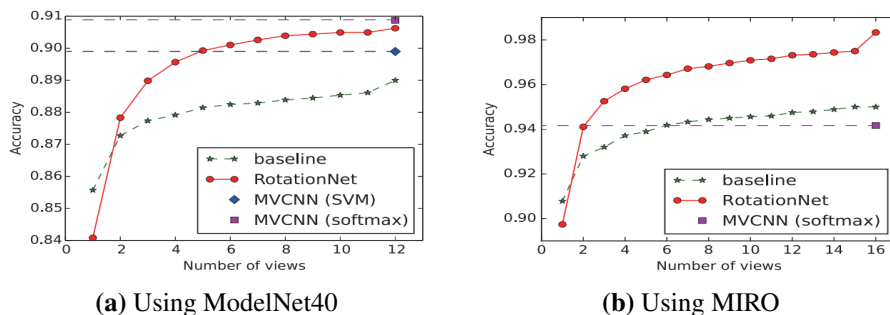 0.91
0.90
0.89
0.88
0.87
0.86
0.85
0.84
0
2
4
6
8
10
12
Accuracy
Number of views
baseline
RotationNet
MVCNN (SVM)
MVCNN (softmax)
(a) Using ModelNet40
0.98
0.96
0.94
0.92
0.90
0
2
4
6
8
10
12
14
16
Accuracy
Number of views
baseline
RotationNet
MVCNN (softmax)
(b) Using MIRO